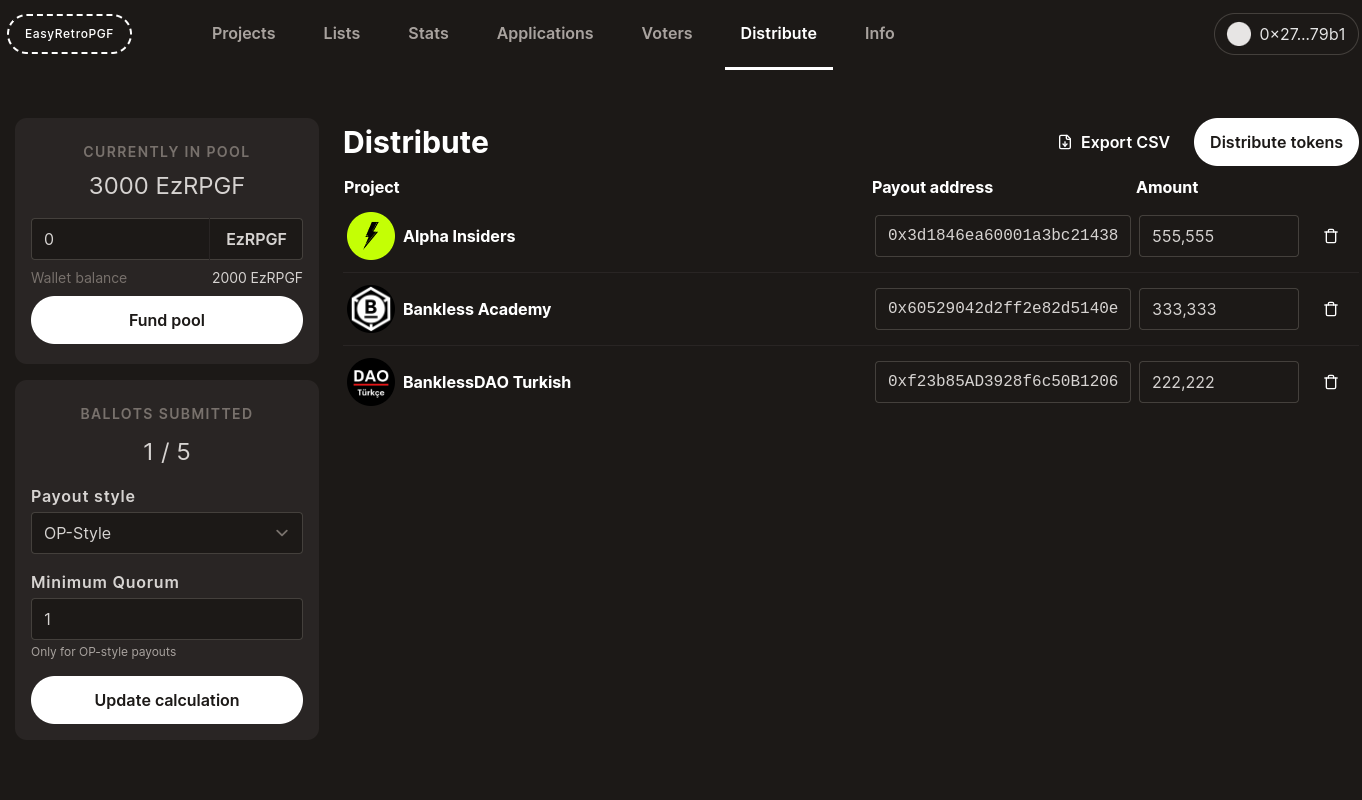 EasyRetroPGF
Projects Lists Stats Applications Voters Distribute Info
0×27…79b1
CURRENTLY IN POOL
3000 EzRPGF
0 EzRPGF
Wallet balance 2000 EzRPGF
Fund pool
BALLOTS SUBMITTED
1 / 5
Payout style
OP-Style
Minimum Quorum
1
Only for OP-style payouts
Update calculation
Distribute
Export CSV Distribute tokens
Project Payout address Amount
Alpha Insiders 0x3d1846ea60001a3bc21438 555,555
B
Bankless Academy 0x60529042d2ff2e82d5140e 333,333
DAO
Türkçe
BanklessDAO Turkish 0xf23b85AD3928f6c50B1206 222,222